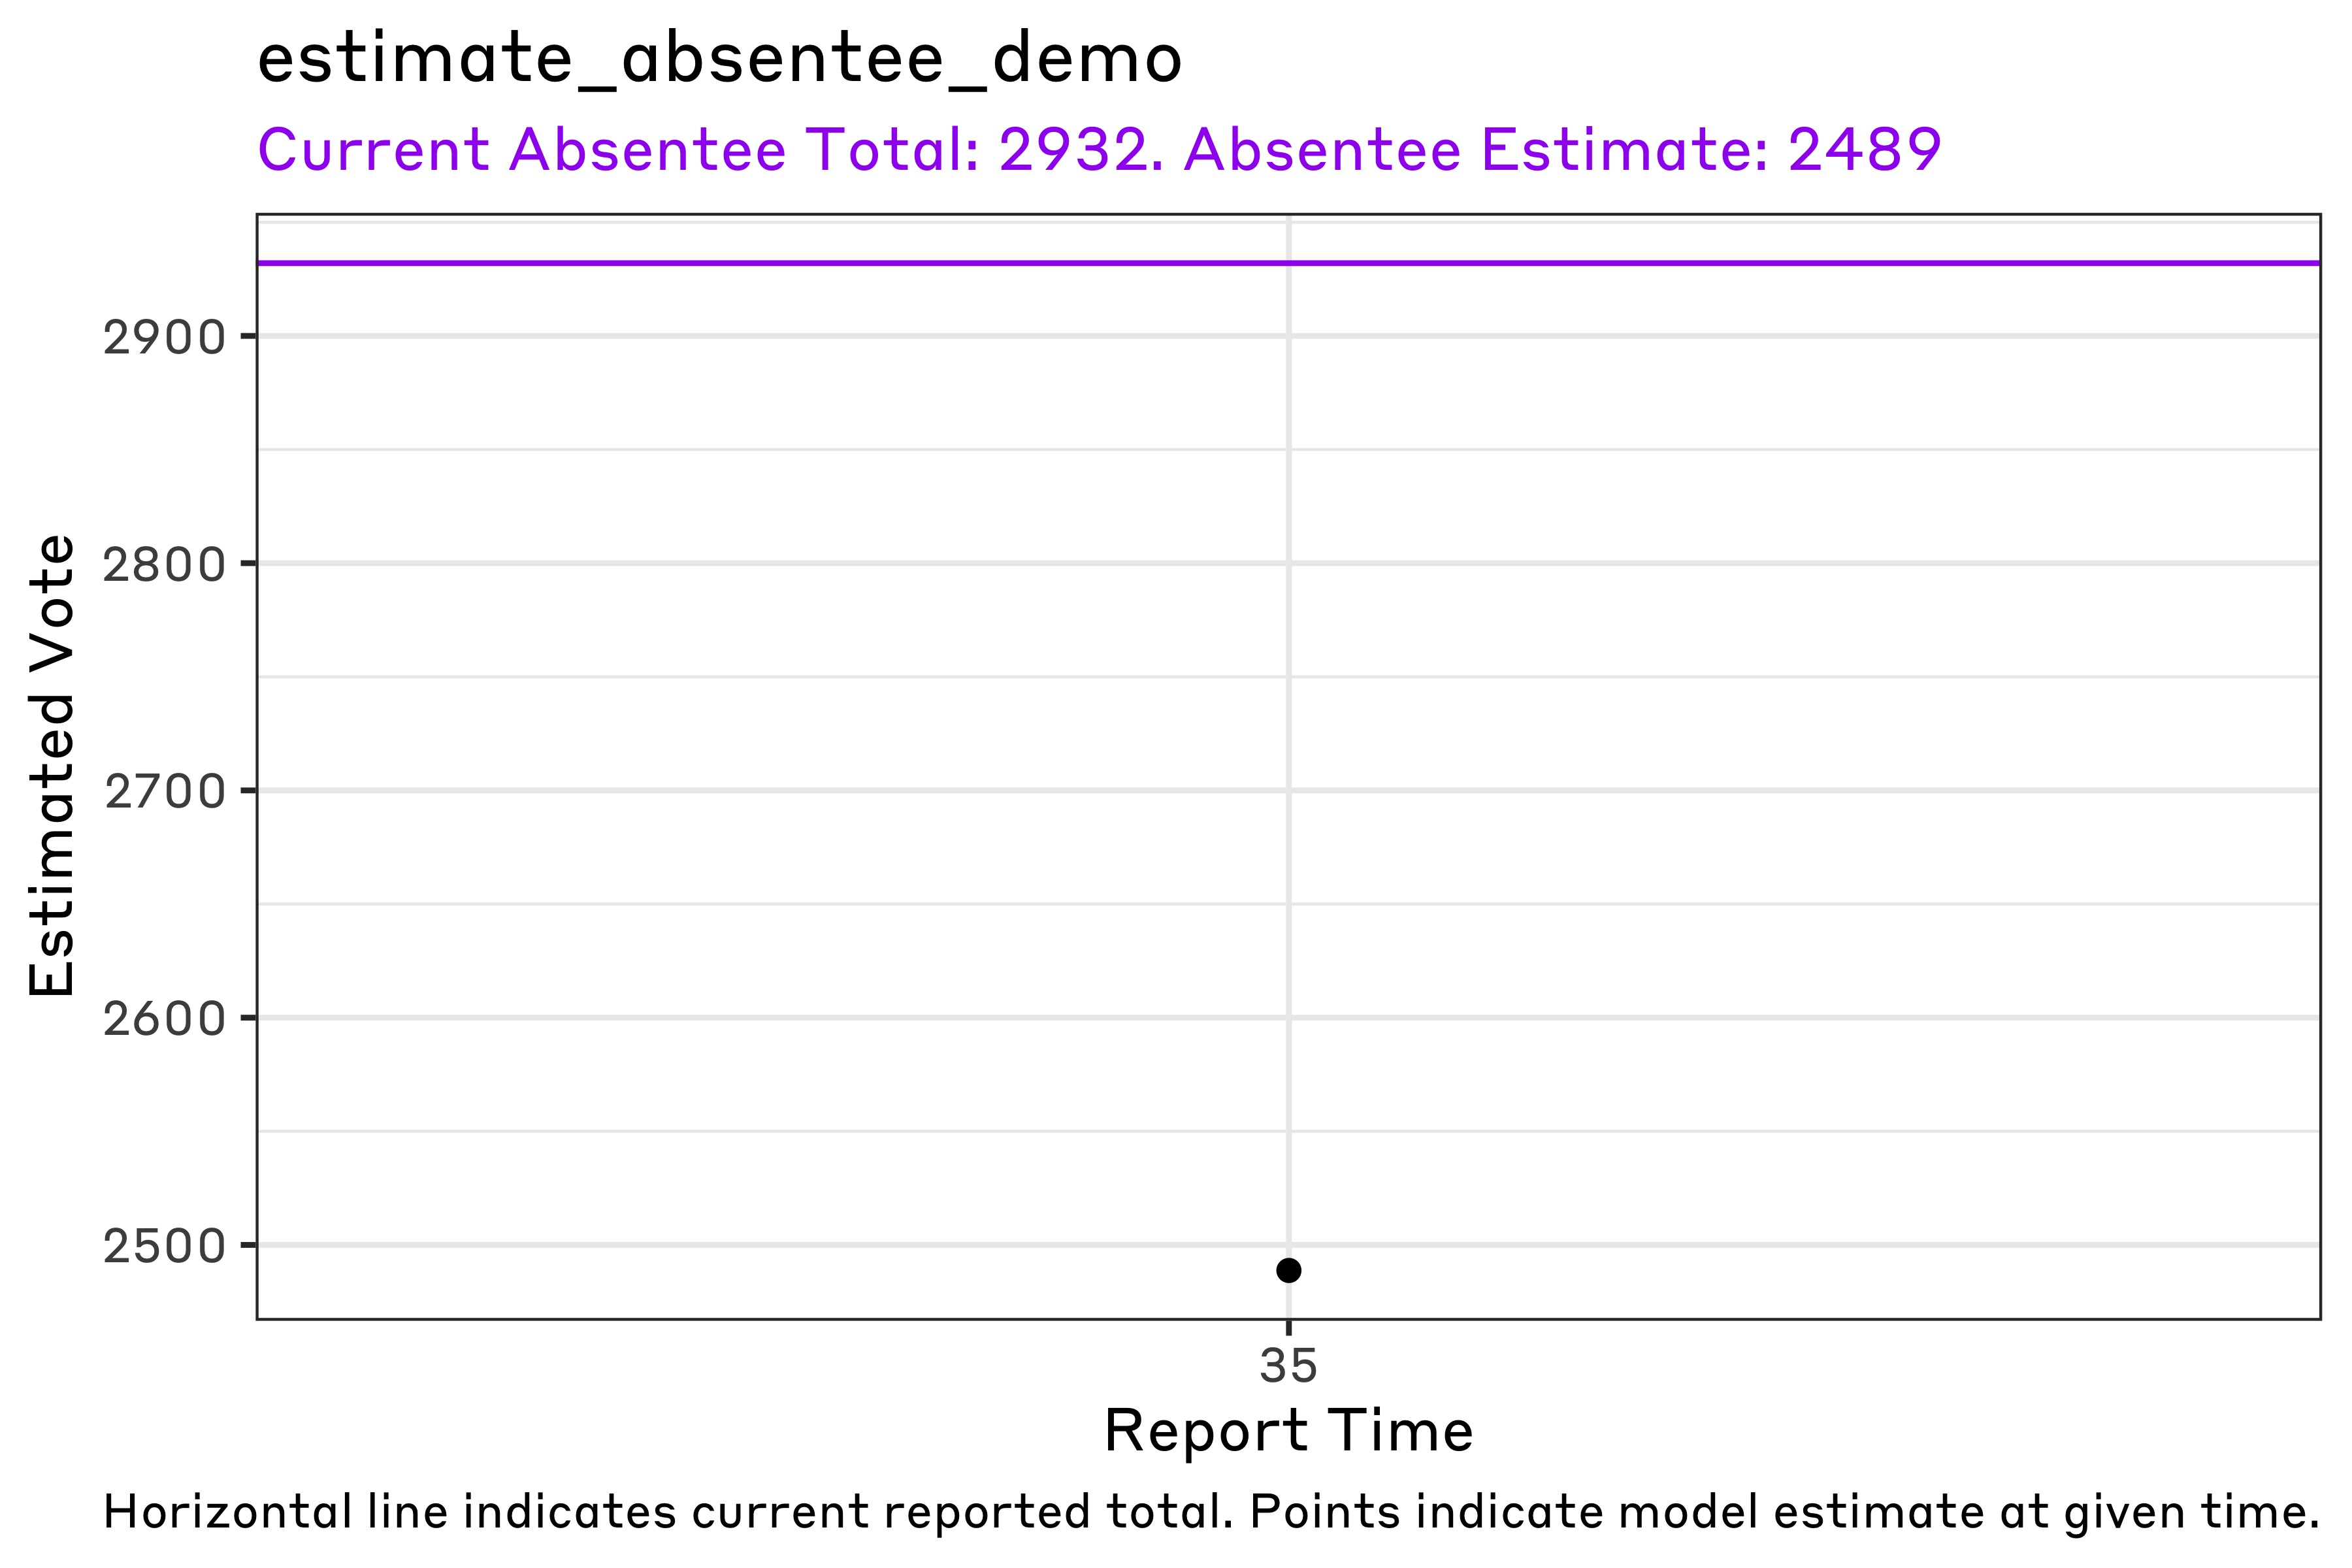 estimate_absentee_demo
Current Absentee Total: 2932. Absentee Estimate: 2489
Estimated Vote
2900
2800
2700
2600
2500
35
Report Time
Horizontal line indicates current reported total. Points indicate model estimate at given time.